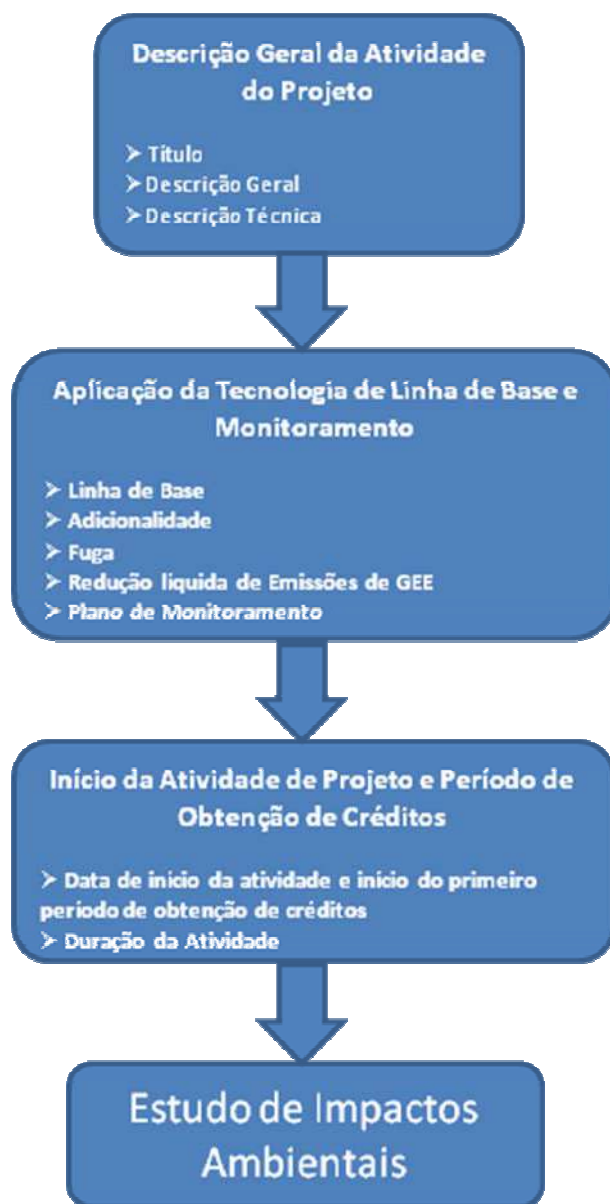 Descrição Geral da Atividade
do Projeto
➤ Título
➤ Descrição Geral
➤ Descrição Técnica
Aplicação da Tecnologia de Linha de Base e
Monitoramento
➤ Linha de Base
➤ Adicionalidade
➤ Fuga
➤ Redução líquida de Emissões de GEE
➤ Plano de Monitoramento
Início da Atividade de Projeto e Período de
Obtenção de Créditos
➤ Data de início da atividade e início do primeiro
período de obtenção de créditos
➤ Duração da Atividade
Estudo de Impactos
Ambientais